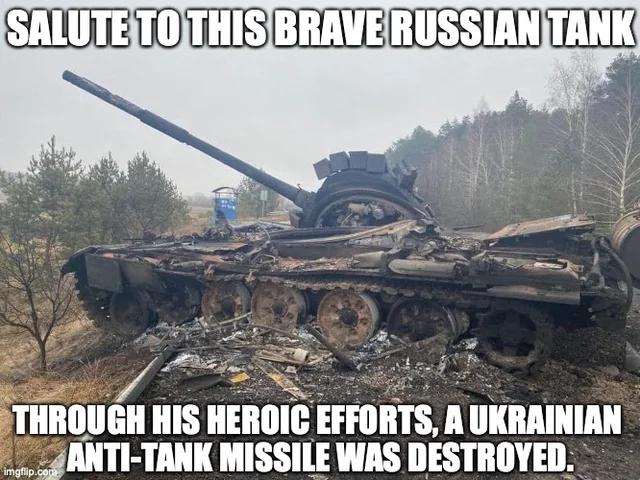 SALUTE TO THIS BRAVE RUSSIAN TANK
THROUGH HIS HEROIC EFFORTS, A UKRAINIAN
ANTI-TANK MISSILE WAS DESTROYED.
imgflip.com